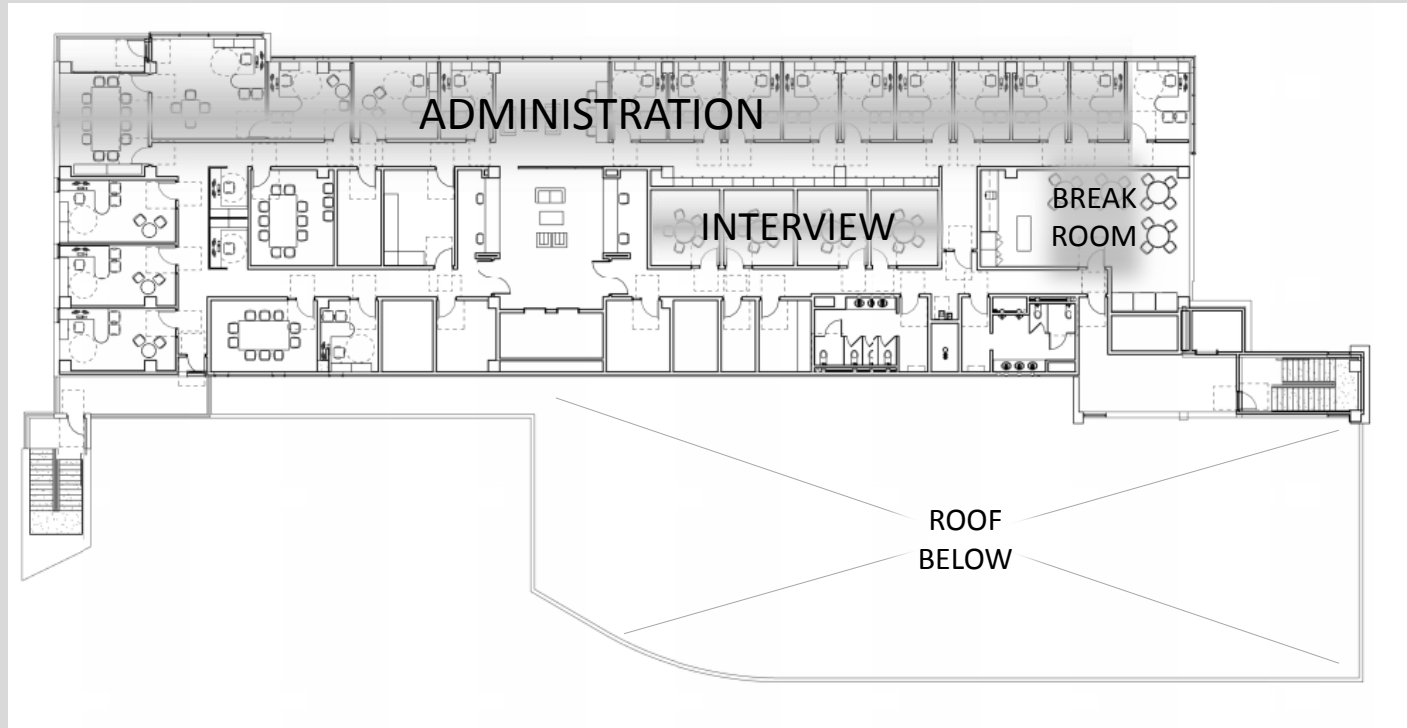 ADMINISTRATION
INTERVIEW
BREAK
ROOM
ROOF
BELOW